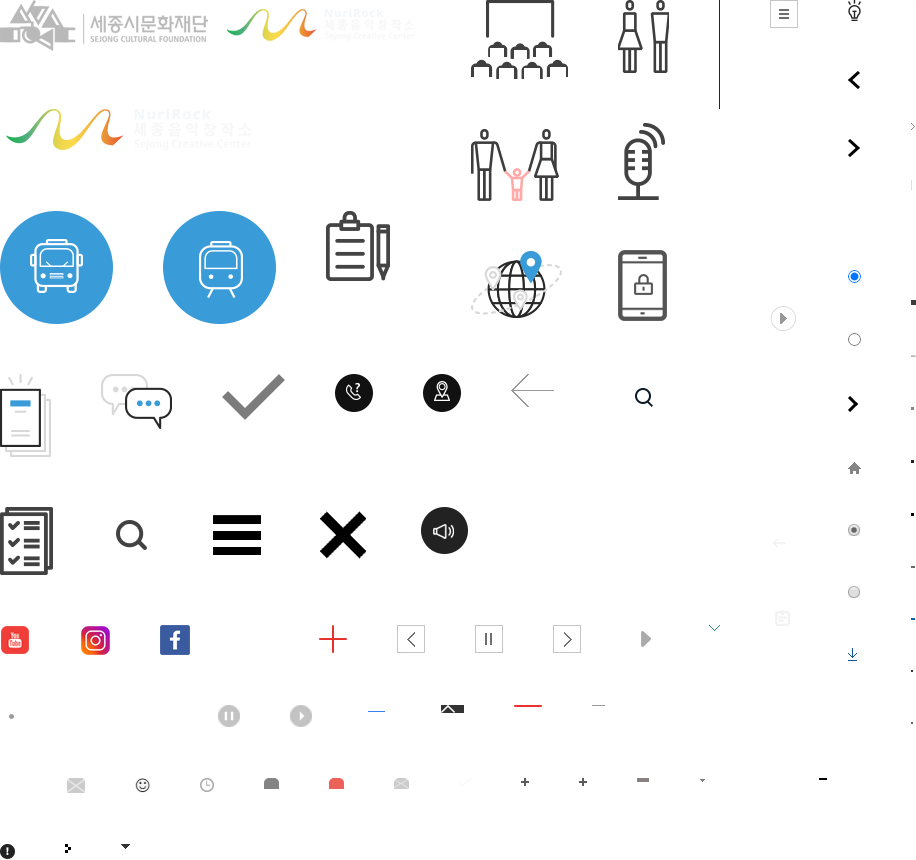 세종시문화재단
SEJONG CULTURAL FOUNDATION
NuriRock
세종음악창작소
Sejong Creative Center
NuriRock
세종음악창작소
Sejong Creative Center
You
Tube